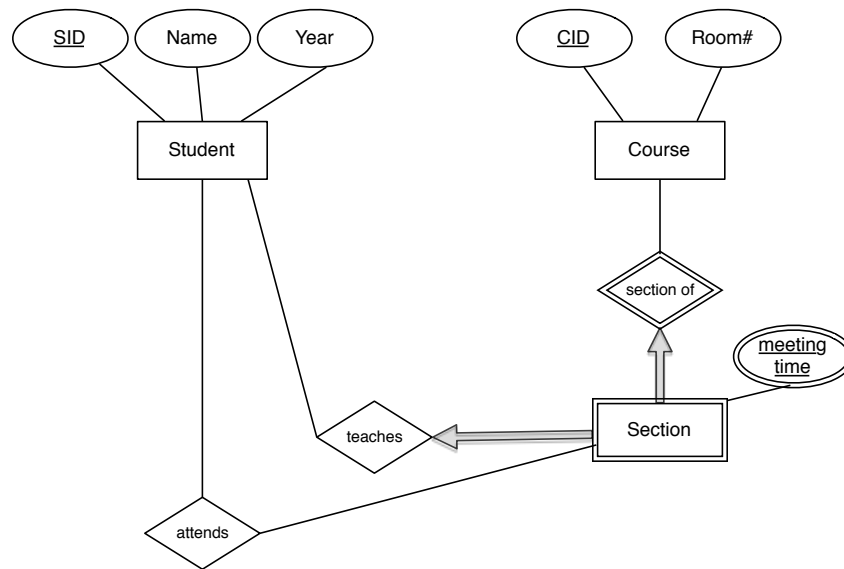 SID
Name
Year
CID
Room#
Student
Course
section of
meeting
time
teaches
Section
attends